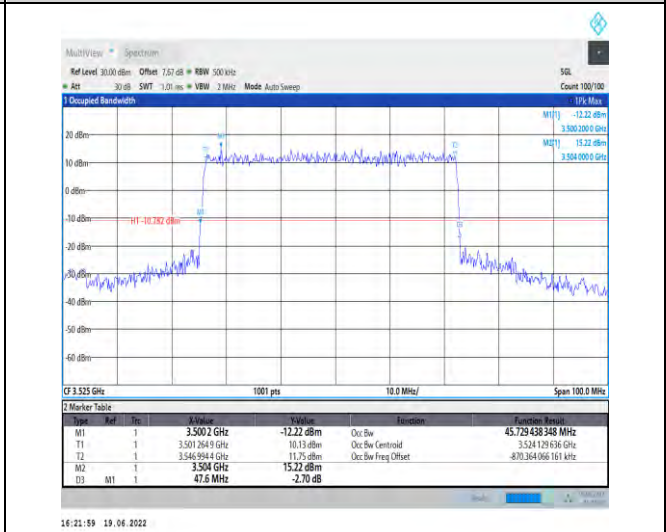 MultiView Spectrum
Ref Level 30.00 dBm Offset 7.67 dB RBW 500 kHz SGL
Att 30 dB SWT 1.01 ms VBW 2 MHz Mode Auto Sweep Count 100/100
1 Occupied Bandwidth 1Pk Max
M1[1] -12.22 dBm
3.500 200 0 GHz
M2[1] 15.22 dBm
3.504 000 0 GHz
20 dBm
10 dBm
0 dBm
-10 dBm
H1 -10.782 dBm
-20 dBm
-30 dBm
-40 dBm
-50 dBm
-60 dBm
CF 3.525 GHz 1001 pts 10.0 MHz/ Span 100.0 MHz
2 Marker Table
Type Ref Trc X-Value Y-Value Function Function Result
M1 1 3.5002 GHz -12.22 dBm Occ Bw 45.729 438 348 MHz
T1 1 3.501 264 9 GHz 10.13 dBm Occ Bw Centroid 3.524 129 636 GHz
T2 1 3.546 994 4 GHz 11.75 dBm Occ Bw Freq Offset -870.364 066 161 kHz
M2 1 3.504 GHz 15.22 dBm
D3 M1 1 47.6 MHz -2.70 dB
16:21:59 19.06.2022